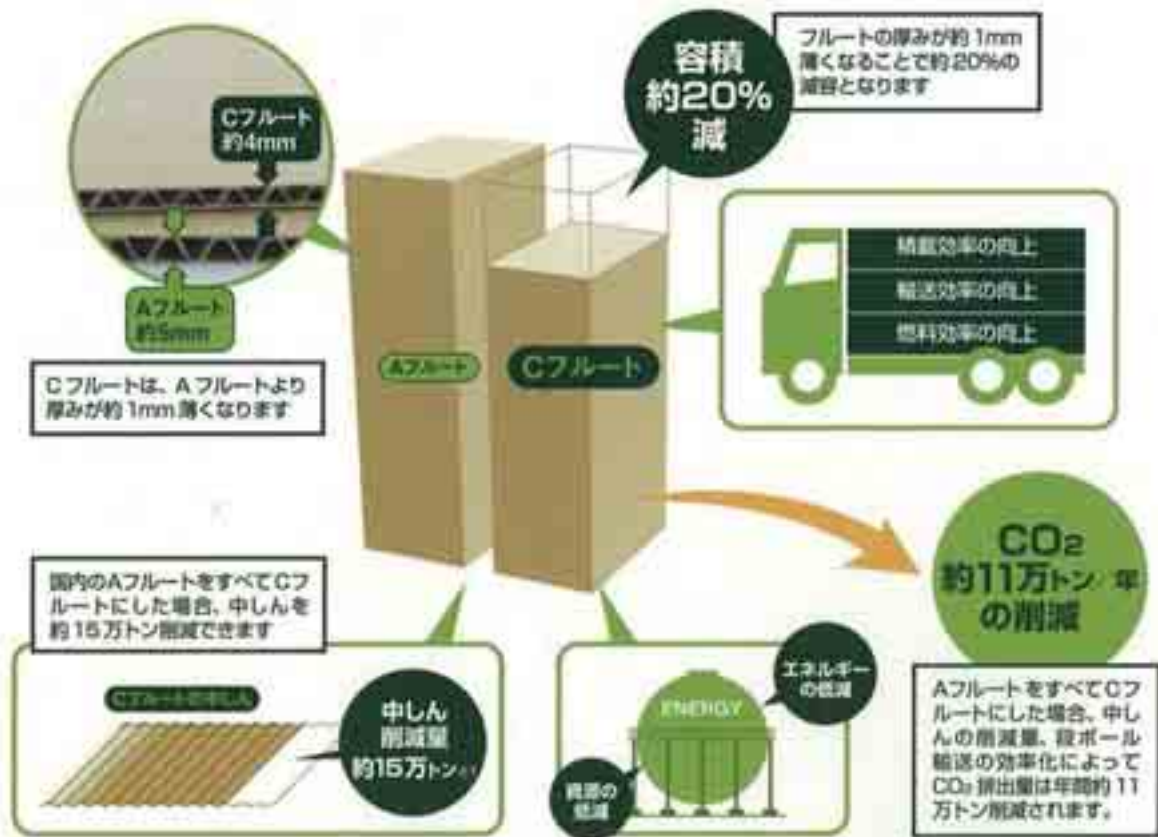 容積
約20%
減
フルートの厚みが約1mm
薄くなることで約20%の
減容となります
Cフルート
約4mm
Aフルート
約5mm
Cフルートは、Aフルートより
厚みが約1mm薄くなります
Aフルート
Cフルート
積載効率の向上
輸送効率の向上
燃料効率の向上
CO2
約11万トン/年
の削減
国内のAフルートをすべてCフ
ルートにした場合、中しんを
約15万トン削減できます
Cフルートの中しん
中しん
削減量
約15万トン
エネルギー
の低減
ENERGY
資源の
低減
AフルートをすべてCフ
ルートにした場合、中し
んの削減量、段ボール
輸送の効率化によって
CO2排出量は年間約11
万トン削減されます。